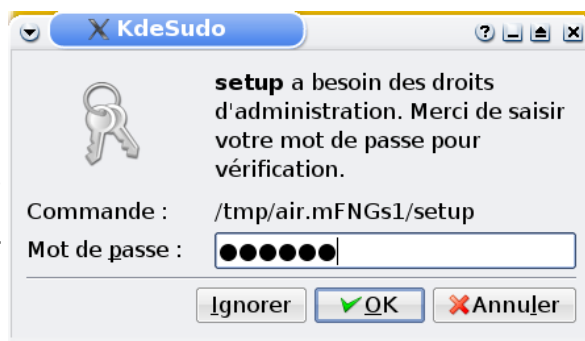 KdeSudo
setup a besoin des droits
d'administration. Merci de saisir
votre mot de passe pour
vérification.
Commande : /tmp/air.mFNGs1/setup
Mot de passe : ●●●●●●
Ignorer OK Annuler